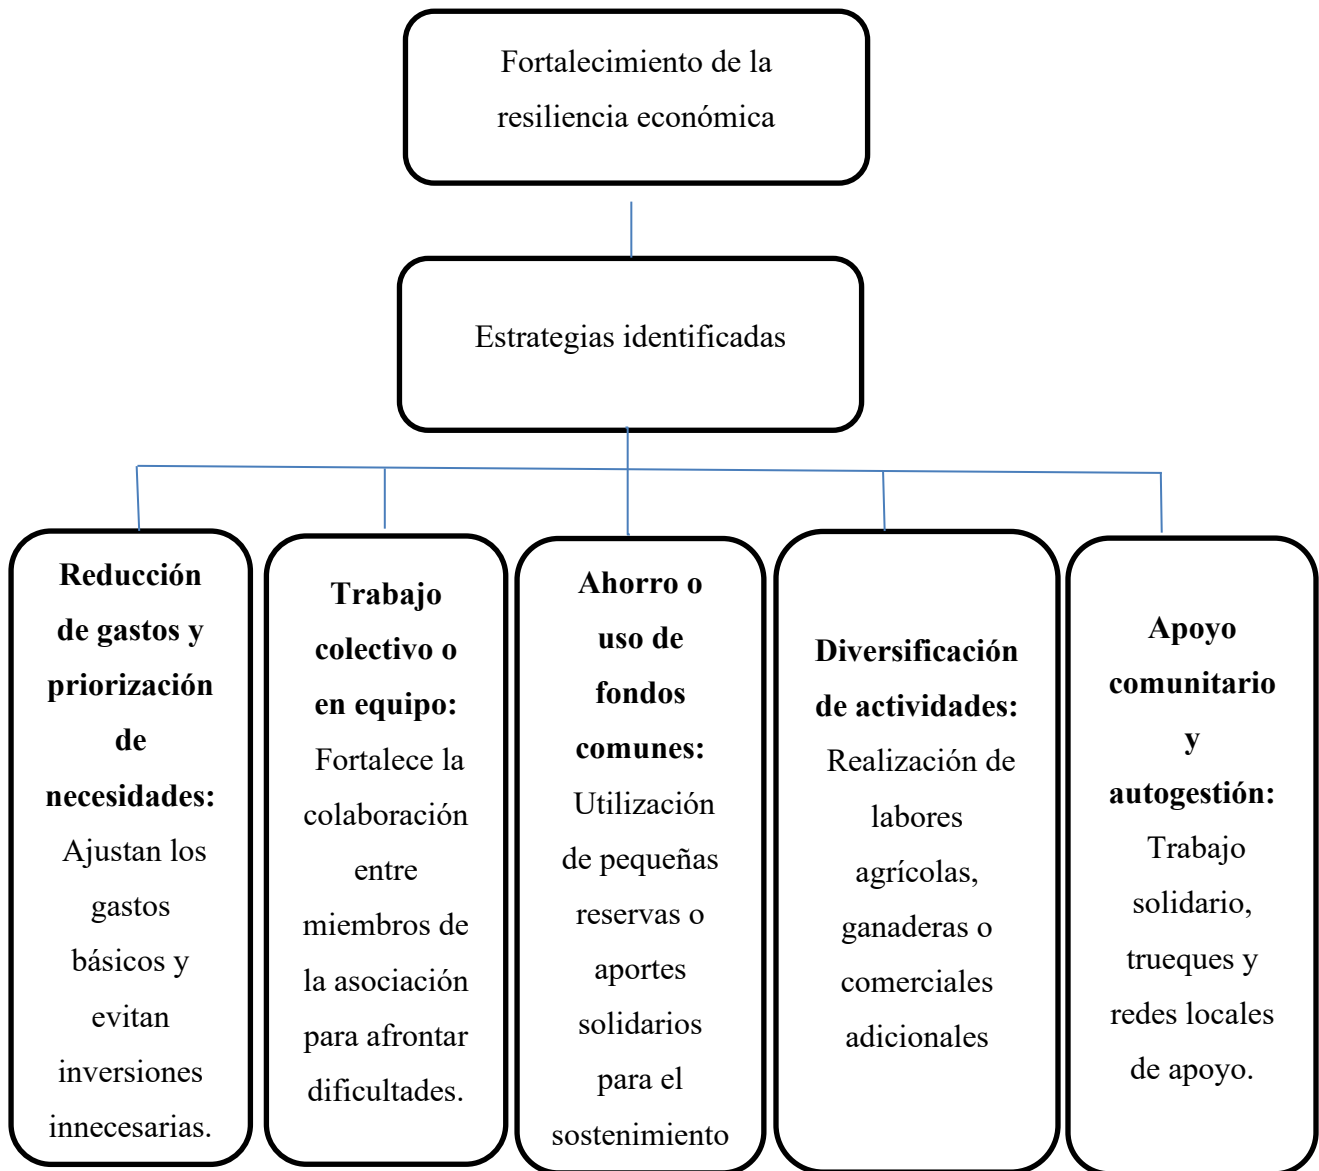 Fortalecimiento de la
resiliencia económica
Estrategias identificadas
Reducción
de gastos y
priorización
de
necesidades:
Ajustan los
gastos
básicos y
evitan
inversiones
innecesarias.
Trabajo
colectivo o
en equipo:
Fortalece la
colaboración
entre
miembros de
la asociación
para afrontar
dificultades.
Ahorro o
uso de
fondos
comunes:
Utilización
de pequeñas
reservas o
aportes
solidarios
para el
sostenimiento
Diversificación
de actividades:
Realización de
labores
agrícolas,
ganaderas o
comerciales
adicionales
Apoyo
comunitario
y
autogestión:
Trabajo
solidario,
trueques y
redes locales
de apoyo.